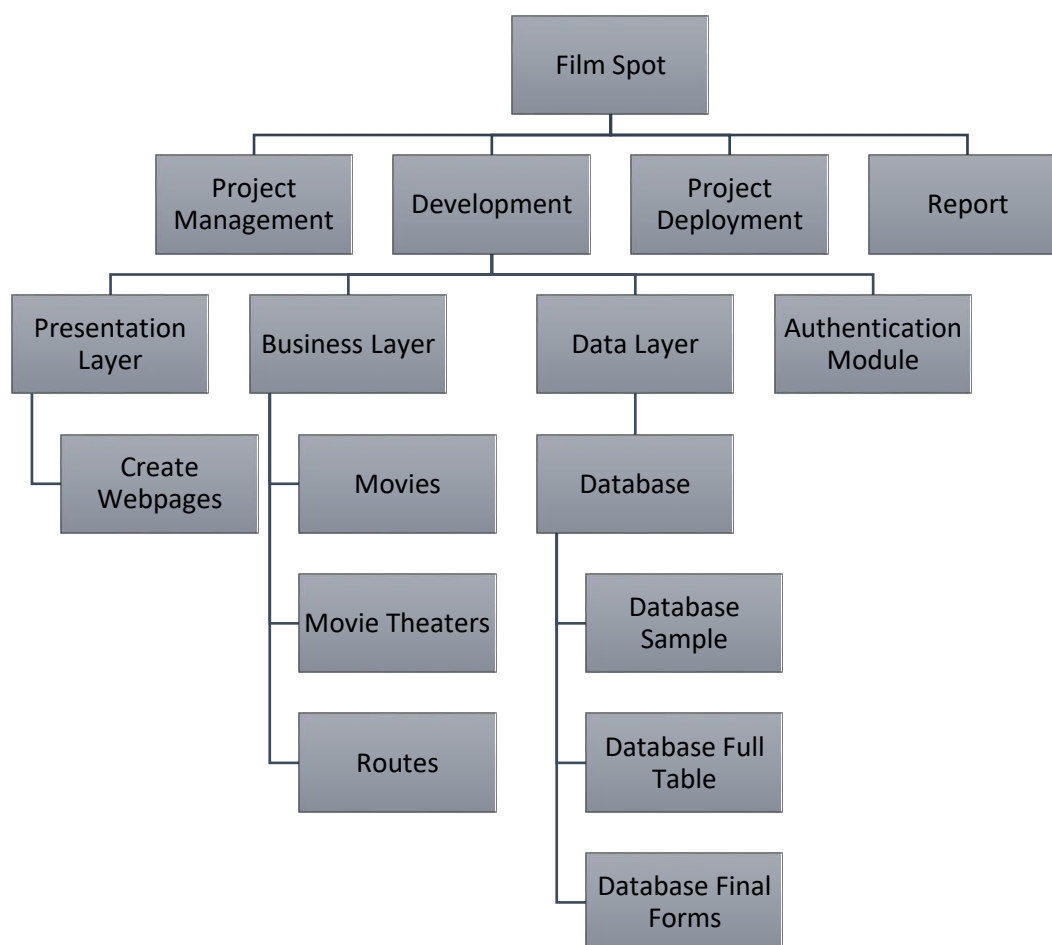 Film Spot
Project
Management
Development
Project
Deployment
Report
Presentation
Layer
Business Layer
Data Layer
Authentication
Module
Create
Webpages
Movies
Database
Movie Theaters
Database
Sample
Routes
Database Full
Table
Database Final
Forms